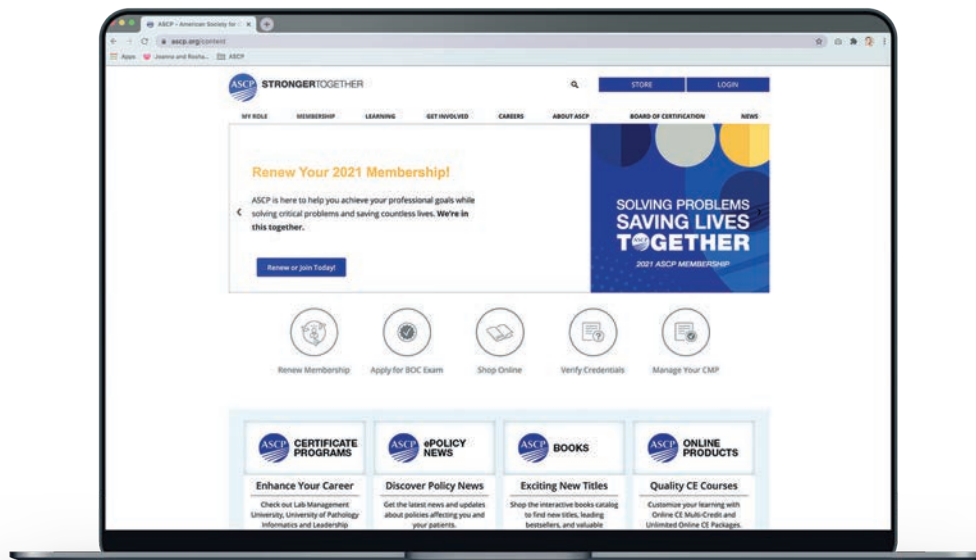 ASCP - American Society for C
ascp.org/content
Apps
Joanne and Rosha...
ASCP
ASCP STRONGERTOGETHER
STORE
LOGIN
MY ROLE MEMBERSHIP LEARNING GET INVOLVED CAREERS ABOUT ASCP BOARD OF CERTIFICATION NEWS
Renew Your 2021 Membership!
ASCP is here to help you achieve your professional goals while
solving critical problems and saving countless lives. We're in
this together.
Renew or Join Today!
SOLVING PROBLEMS
SAVING LIVES
TOGETHER
2021 ASCP MEMBERSHIP
Renew Membership
Apply for BOC Exam
Shop Online
Verify Credentials
Manage Your CMP
ASCP CERTIFICATE
PROGRAMS
Enhance Your Career
Check out Lab Management
University, University of Pathology
Informatics and Leadership
ASCP ePOLICY
NEWS
Discover Policy News
Get the latest news and updates
about policies affecting you and
your patients.
ASCP BOOKS
Exciting New Titles
Shop the interactive books catalog
to find new titles, leading
bestsellers, and valuable
ASCP ONLINE
PRODUCTS
Quality CE Courses
Customize your learning with
Online CE Multi-Credit and
Unlimited Online CE Packages.